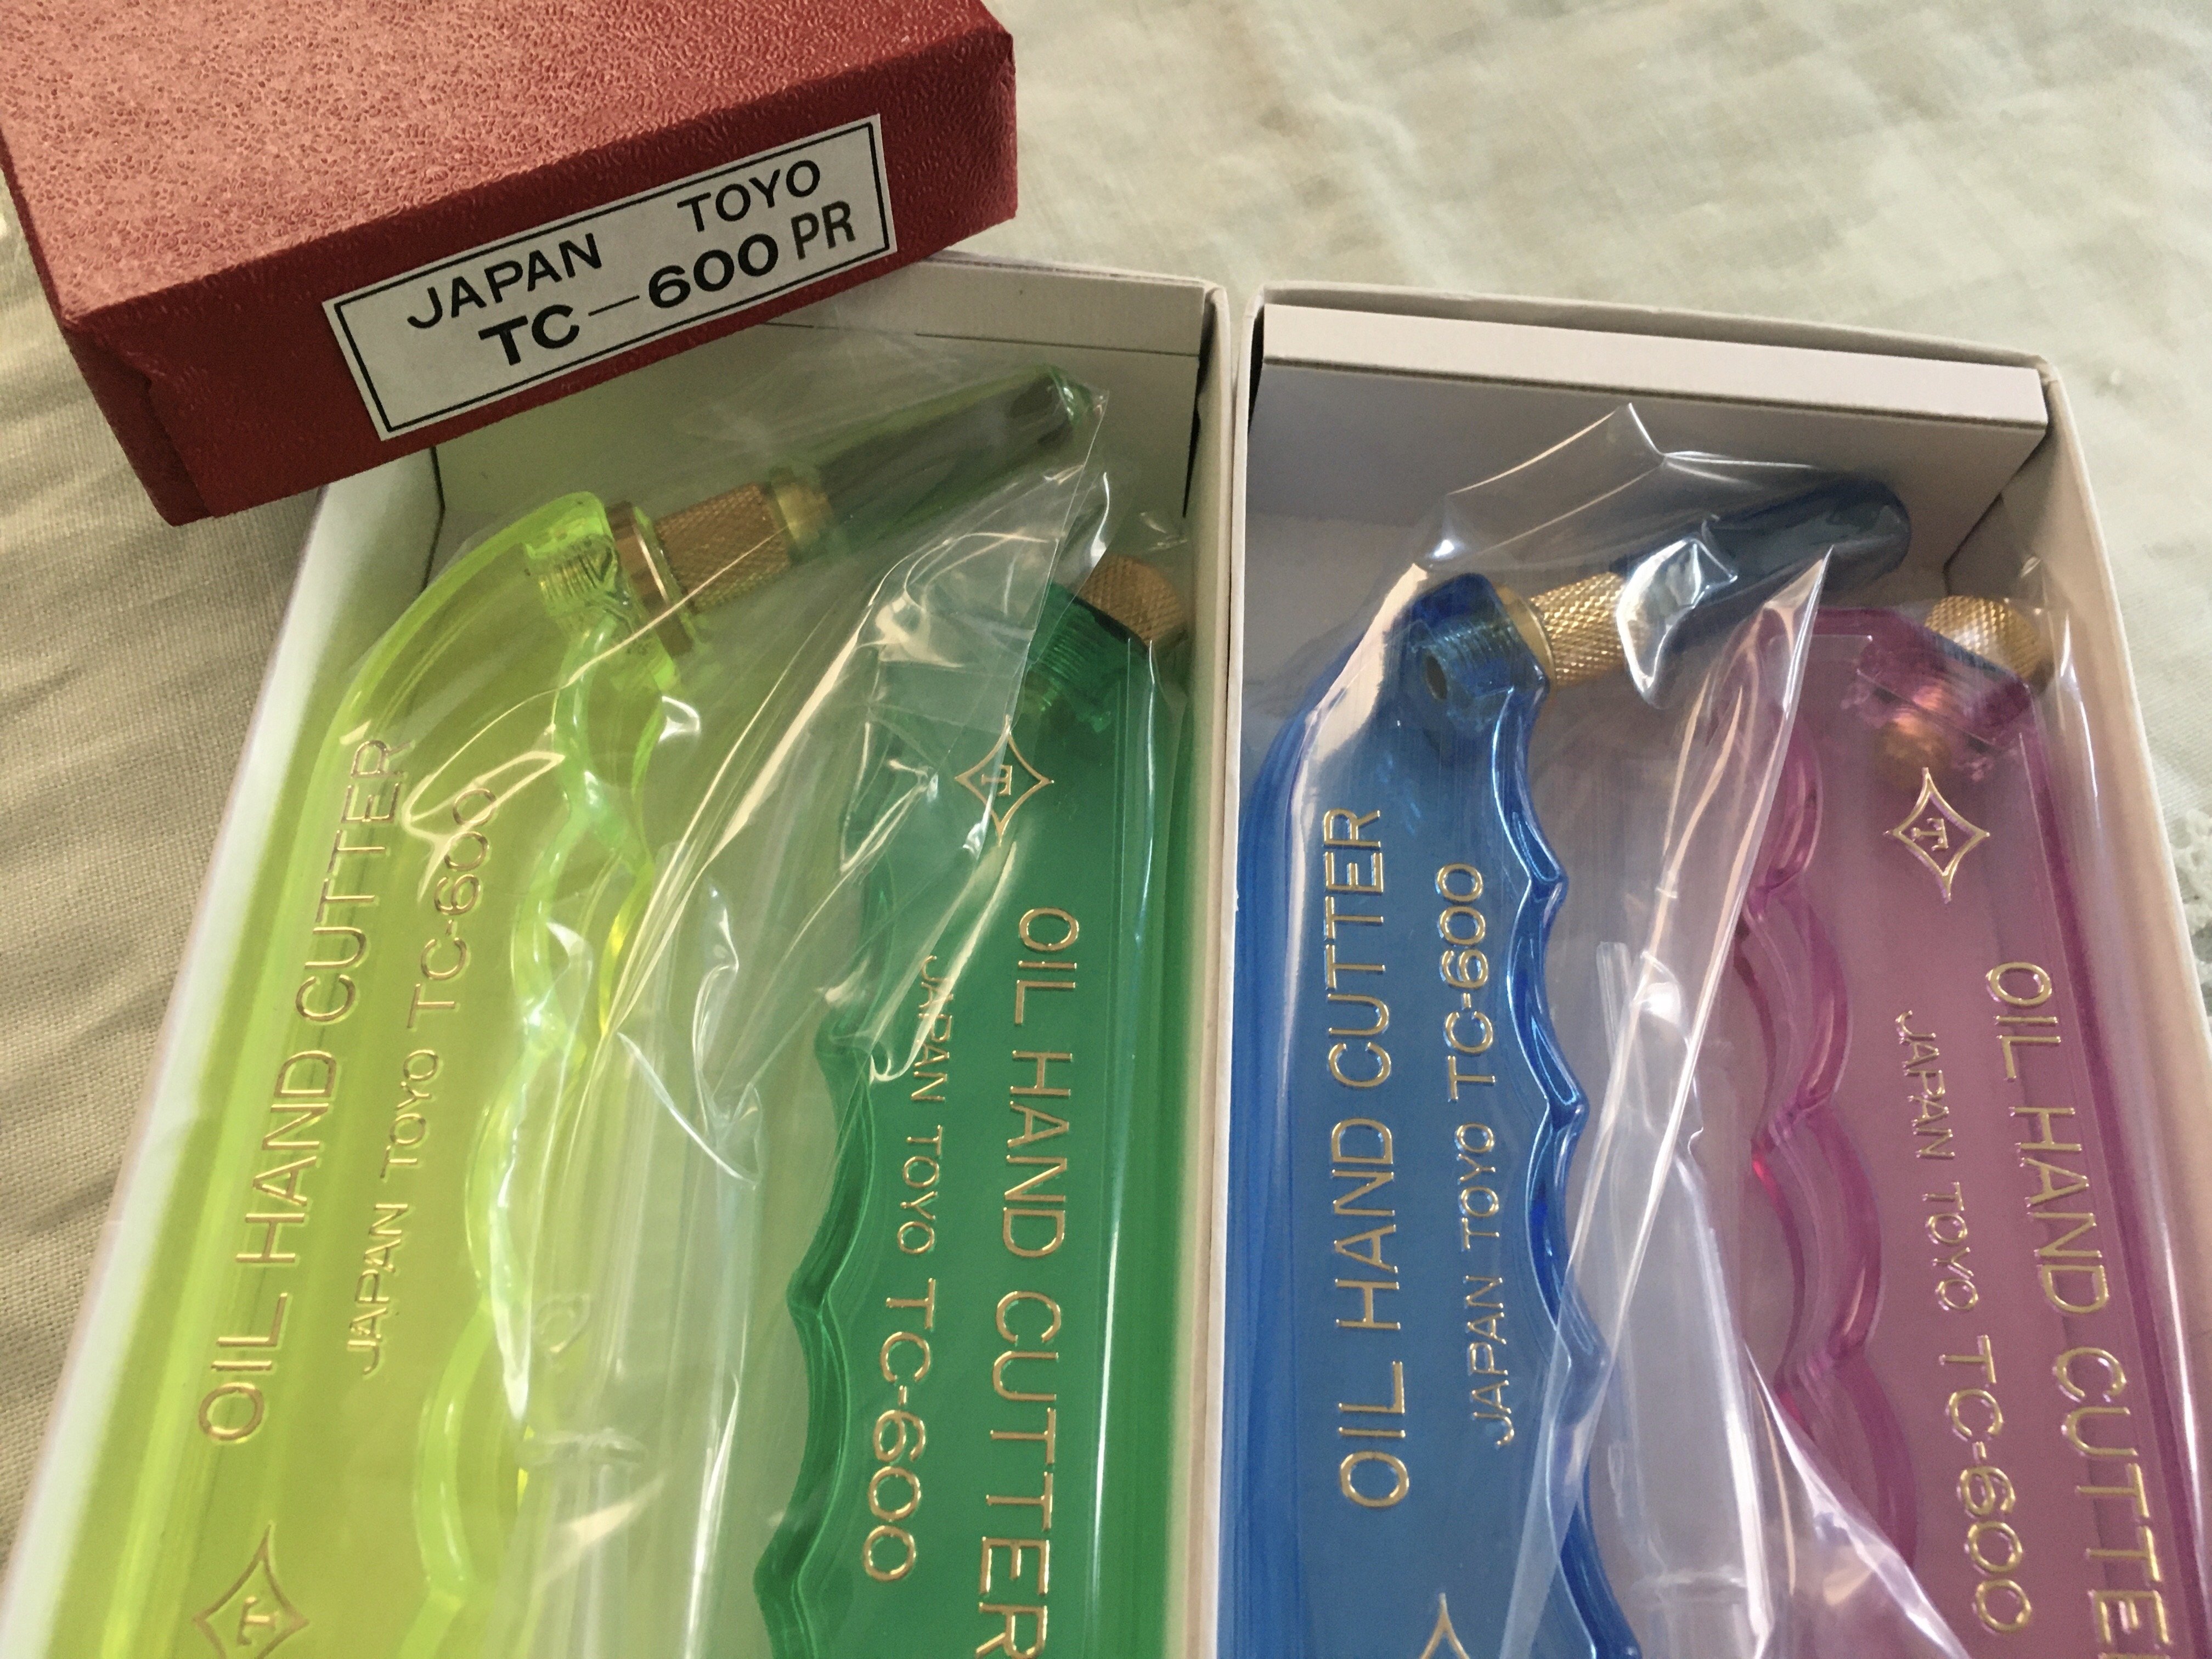 JAPAN TOYO
TC-600 PR
OIL HAND CUTTER
JAPAN TOYO TC-600
T
T
OIL HAND CUTTER
JAPAN TOYO TC-600
OIL HAND CUTTER
JAPAN TOYO TC-600
T
OIL HAND CUTTE
JAPAN TOYO TC-600